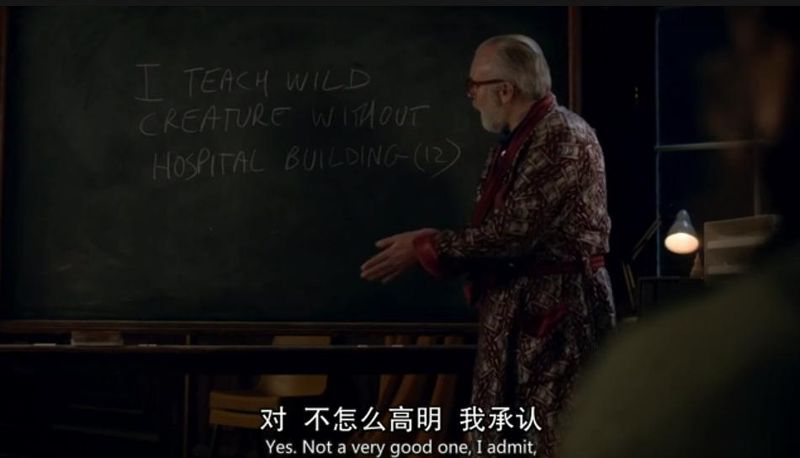 I TEACH WILD
CREATURE WITHOUT
HOSPITAL BUILDING (12)
对 不怎么高明 我承认
Yes. Not a very good one, I admit,